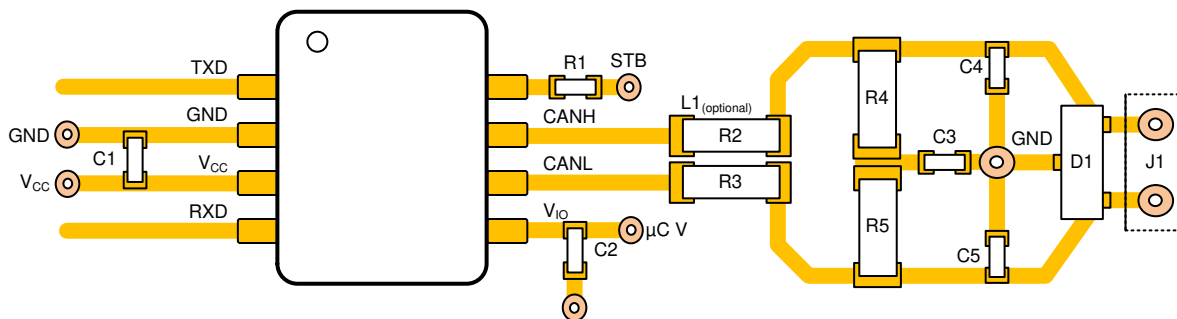 TXD
R1
STB
C4
GND
L1(optional)
R4
GND
CANH
R2
C3
GND
C1
D1
J1
VCC
VCC
CANL
R3
RXD
VIO
µC V
R5
C2
C5